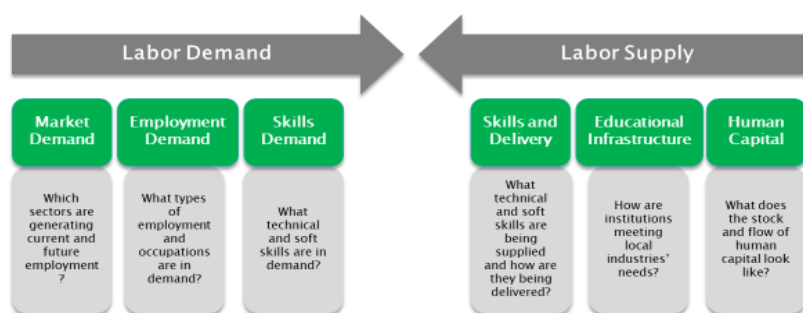 Labor Demand
Labor Supply
Market
Demand
Employment
Demand
Skills
Demand
Skills and
Delivery
Educational
Infrastructure
Human
Capital
Which
sectors are
generating
current and
future
employment
?
What types
of
employment
and
occupations
are in
demand?
What
technical
and soft
skills are in
demand?
What
technical
and soft
skills are
being
supplied
and how are
they being
delivered?
How are
institutions
meeting
local
industries’
needs?
What does
the stock
and flow of
human
capital look
like?